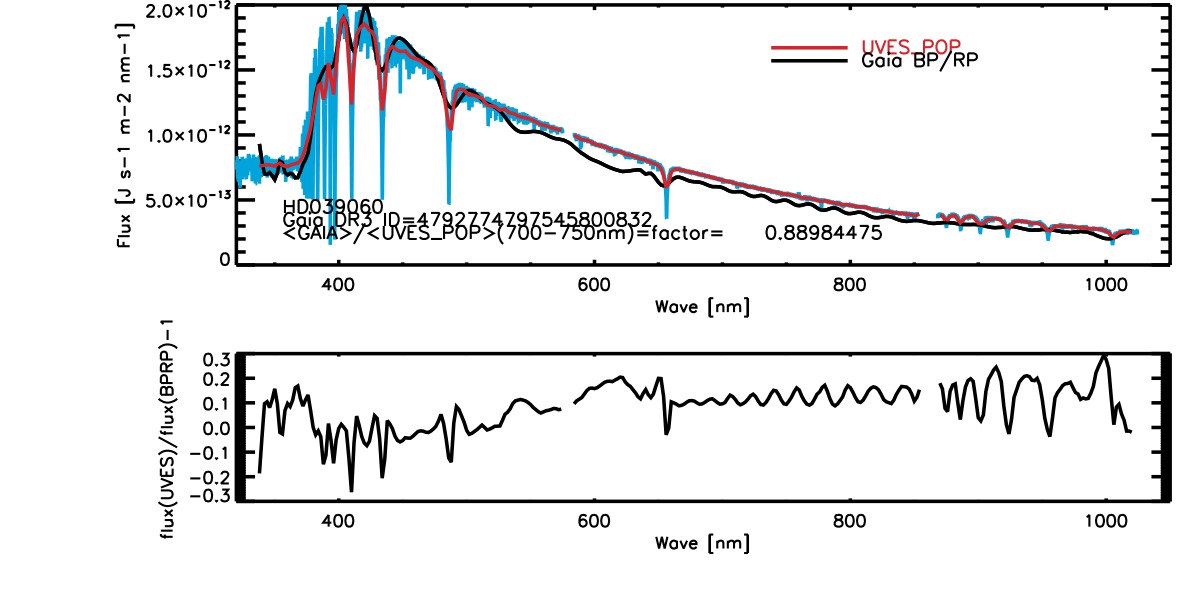 2.0×10⁻¹²
1.5×10⁻¹²
1.0×10⁻¹²
5.0×10⁻¹³
0
Flux [J s−1 m−2 nm−1]
UVES_POP
Gaia BP/RP
HD039060
Gaia DR3 ID=4792774797545800832
<GAIA>/<UVES_POP>(700−750nm)=factor= 0.88984475
400 600 800 1000
Wave [nm]
0.3
0.2
0.1
0.0
−0.1
−0.2
−0.3
flux(UVES)/flux(BPRP)−1
400 600 800 1000
Wave [nm]